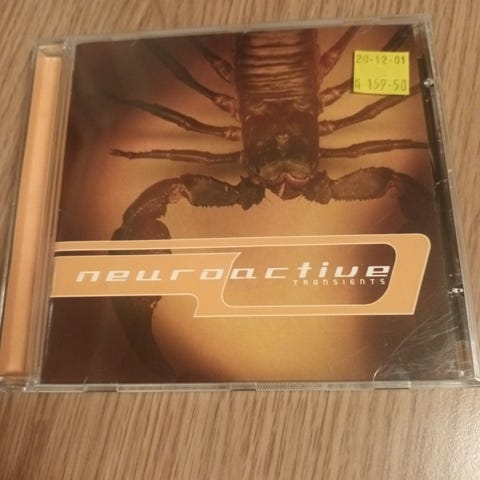 20-12-01
159-50
neuroactive
TRANSIENTS